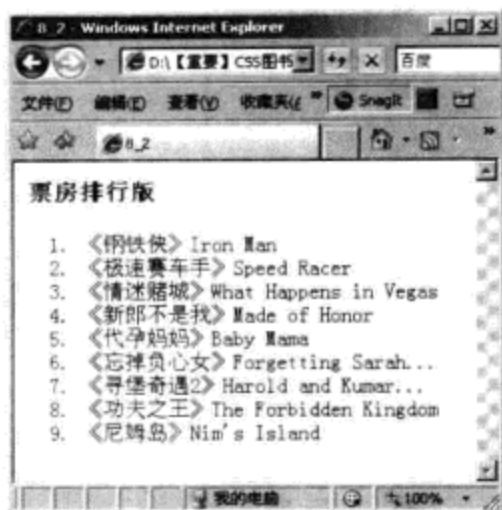 8_2 - Windows Internet Explorer
D:\【重要】CSS图书
百度
文件(F) 编辑(E) 查看(V) 收藏夹(
Snagit
8_2
票房排行版
1. 《钢铁侠》Iron Man
2. 《极速赛车手》Speed Racer
3. 《情迷赌城》What Happens in Vegas
4. 《新郎不是我》Made of Honor
5. 《代孕妈妈》Baby Mama
6. 《忘掉负心女》Forgetting Sarah...
7. 《寻堡奇遇2》Harold and Kumar...
8. 《功夫之王》The Forbidden Kingdom
9. 《尼姆岛》Nim's Island
我的电脑
100%